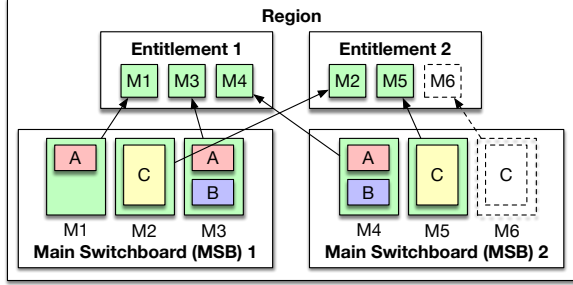 Region
Entitlement 1
Entitlement 2
M1 M3 M4
M2 M5 M6
A
C
A
B
A
B
C
C
M1 M2 M3
M4 M5 M6
Main Switchboard (MSB) 1
Main Switchboard (MSB) 2